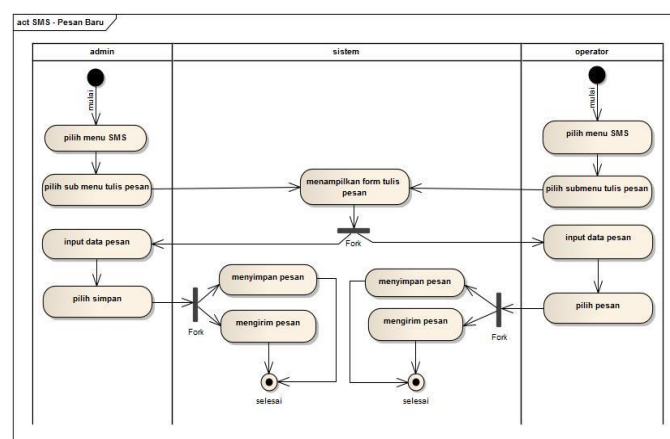 act SMS - Pesan Baru
admin
sistem
operator
mulai
mulai
pilih menu SMS
pilih menu SMS
pilih sub menu tulis pesan
menampilkan form tulis
pesan
pilih submenu tulis pesan
Fork
input data pesan
input data pesan
pilih simpan
menyimpan pesan
mengirim pesan
Fork
menyimpan pesan
mengirim pesan
Fork
pilih pesan
selesai
selesai